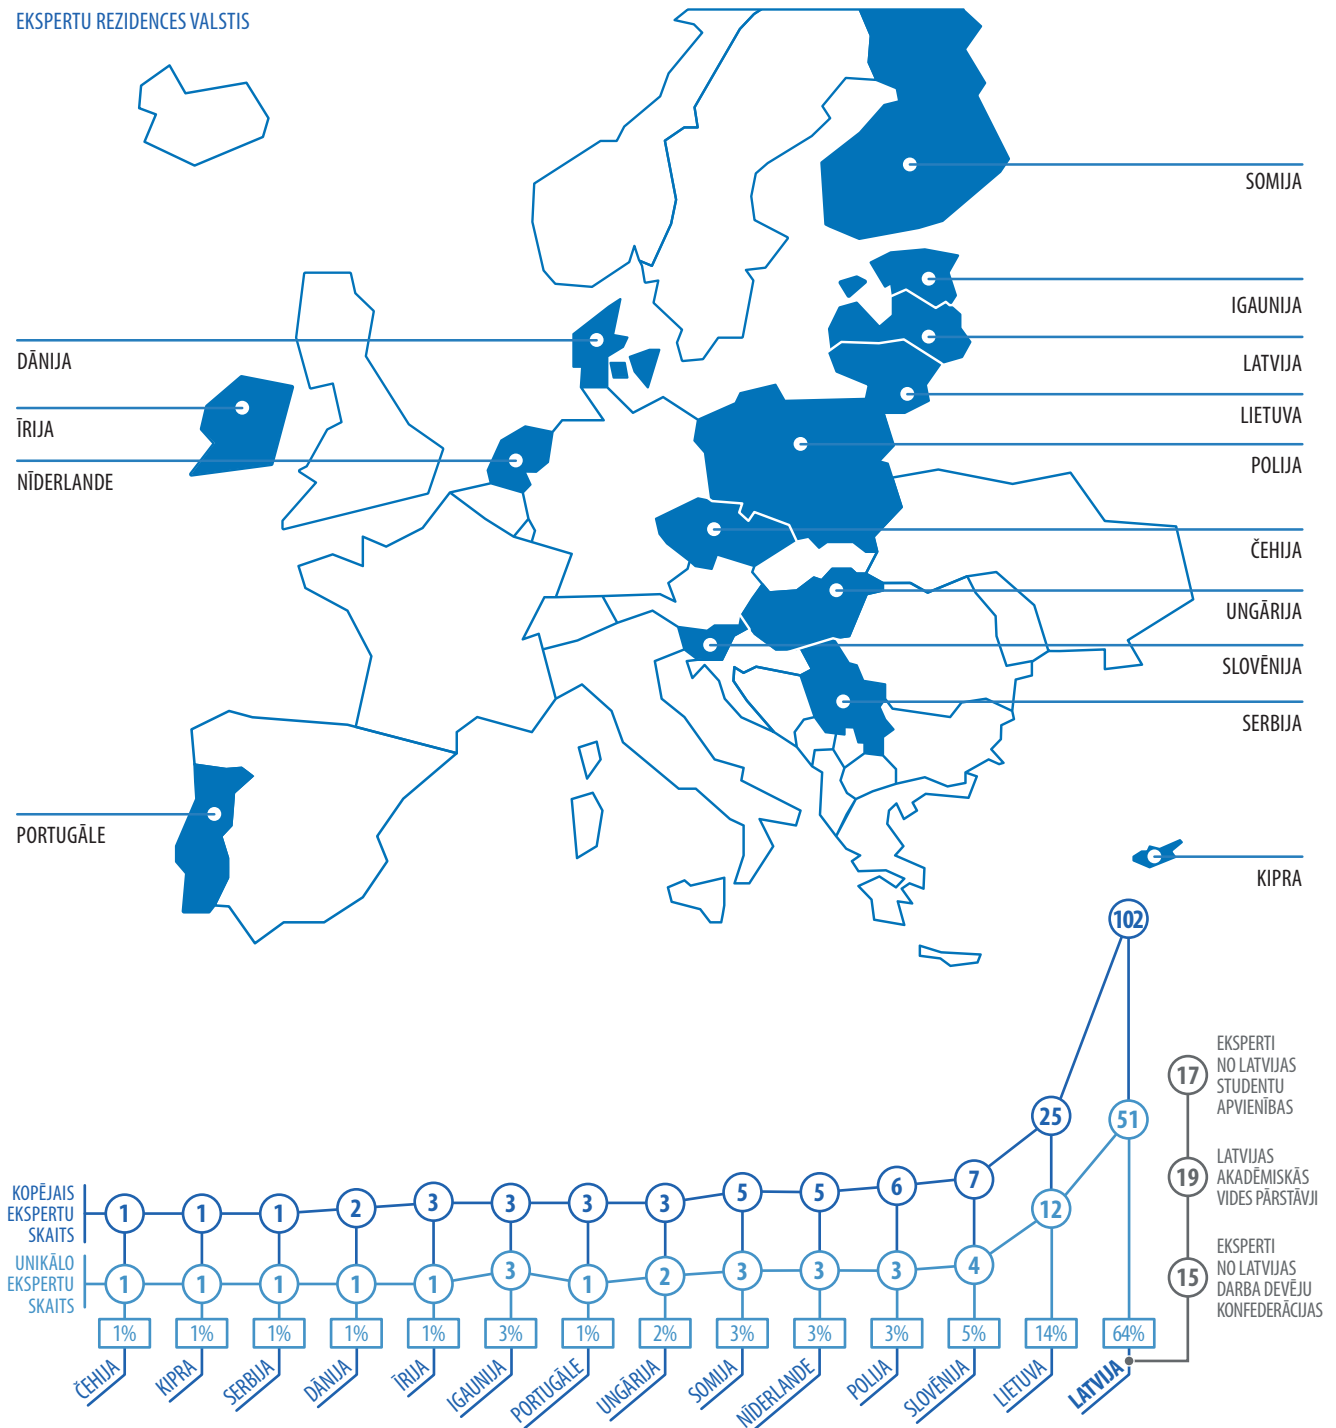 EKSPERTU REZIDENCES VALSTIS
SOMIJA
IGAUNIJA
LATVIJA
LIETUVA
POLIJA
ČEHIJA
UNGĀRIJA
SLOVĒNIJA
SERBIJA
KIPRA
DĀNIJA
ĪRIJA
NĪDERLANDE
PORTUGĀLE
KOPĒJAIS
EKSPERTU
SKAITS
1 1 1 2 3 3 3 3 5 5 6 7 25 102
UNIKĀLO
EKSPERTU
SKAITS
1 1 1 1 1 3 1 2 3 3 3 4 12 51
1% 1% 1% 1% 1% 3% 1% 2% 3% 3% 3% 5% 14% 64%
ČEHIJA KIPRA SERBIJA DĀNIJA ĪRIJA IGAUNIJA PORTUGĀLE UNGĀRIJA SOMIJA NĪDERLANDE POLIJA SLOVĒNIJA LIETUVA LATVIJA
17
EKSPERTI
NO LATVIJAS
STUDENTU
APVIENĪBAS
19
LATVIJAS
AKADĒMISKĀS
VIDES PĀRSTĀVJI
15
EKSPERTI
NO LATVIJAS
DARBA DEVĒJU
KONFEDERĀCIJAS